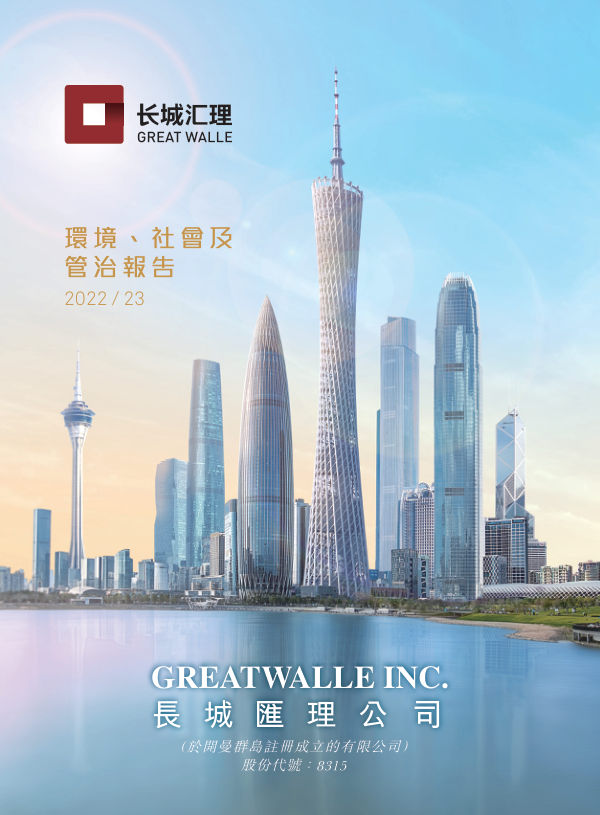 长城汇理
GREAT WALLE
環境、社會及
管治報告
2022 / 23
GREATWALLE INC.
長城匯理公司
(於開曼群島註冊成立的有限公司)
股份代號：8315